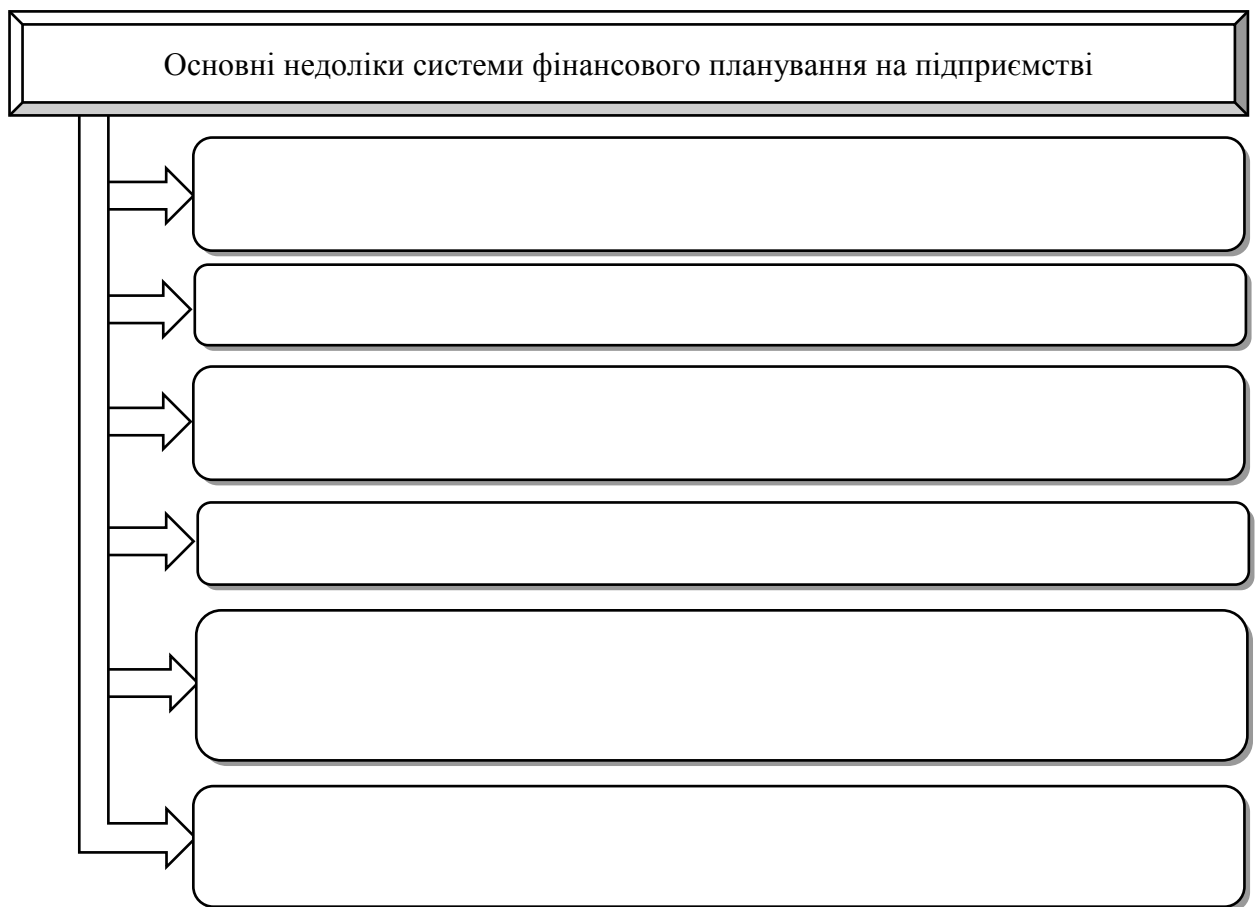 Основні недоліки системи фінансового планування на підприємстві